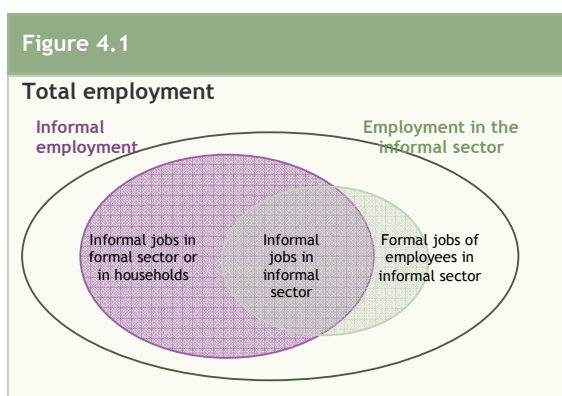 Figure 4.1
Total employment
Informal
employment
Employment in the
informal sector
Informal jobs in
formal sector or
in households
Informal
jobs in
informal
sector
Formal jobs of
employees in
informal sector